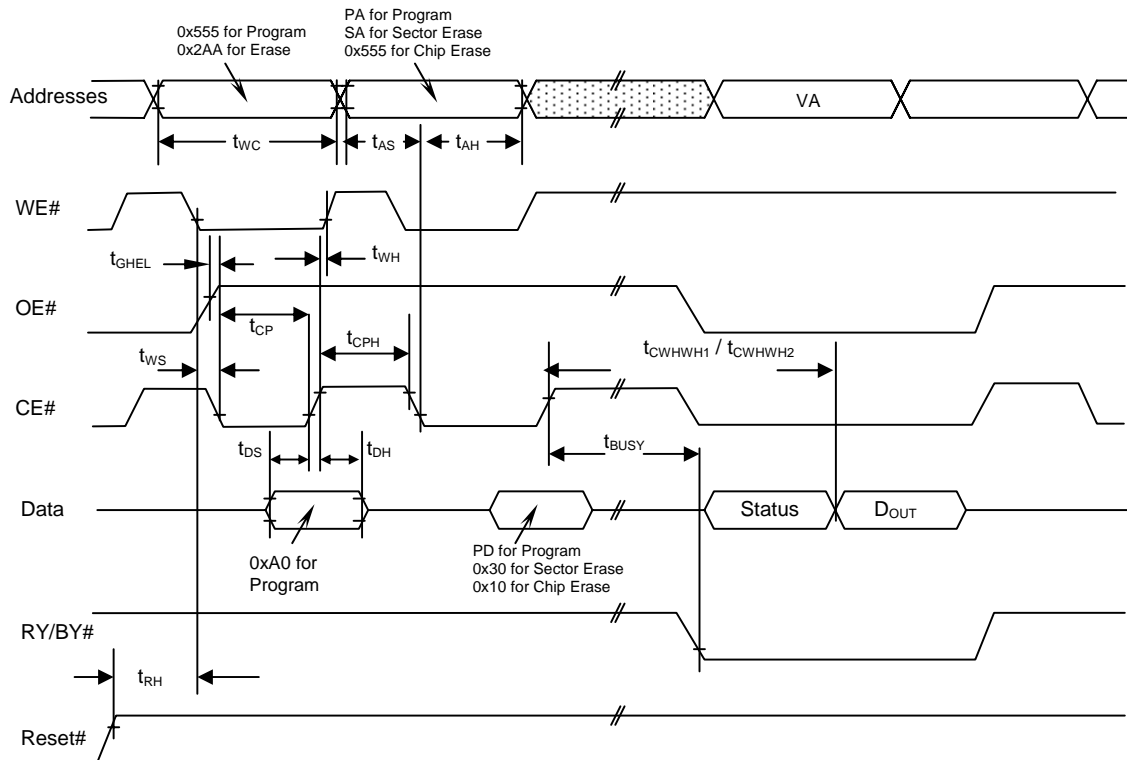 0x555 for Program
0x2AA for Erase
PA for Program
SA for Sector Erase
0x555 for Chip Erase
Addresses
VA
tWC
tAS
tAH
WE#
tGHEL
tWH
OE#
tCP
tCPH
tWS
tCWHWH1 / tCWHWH2
CE#
tDS
tDH
tBUSY
Data
Status
DOUT
0xA0 for
Program
PD for Program
0x30 for Sector Erase
0x10 for Chip Erase
RY/BY#
tRH
Reset#